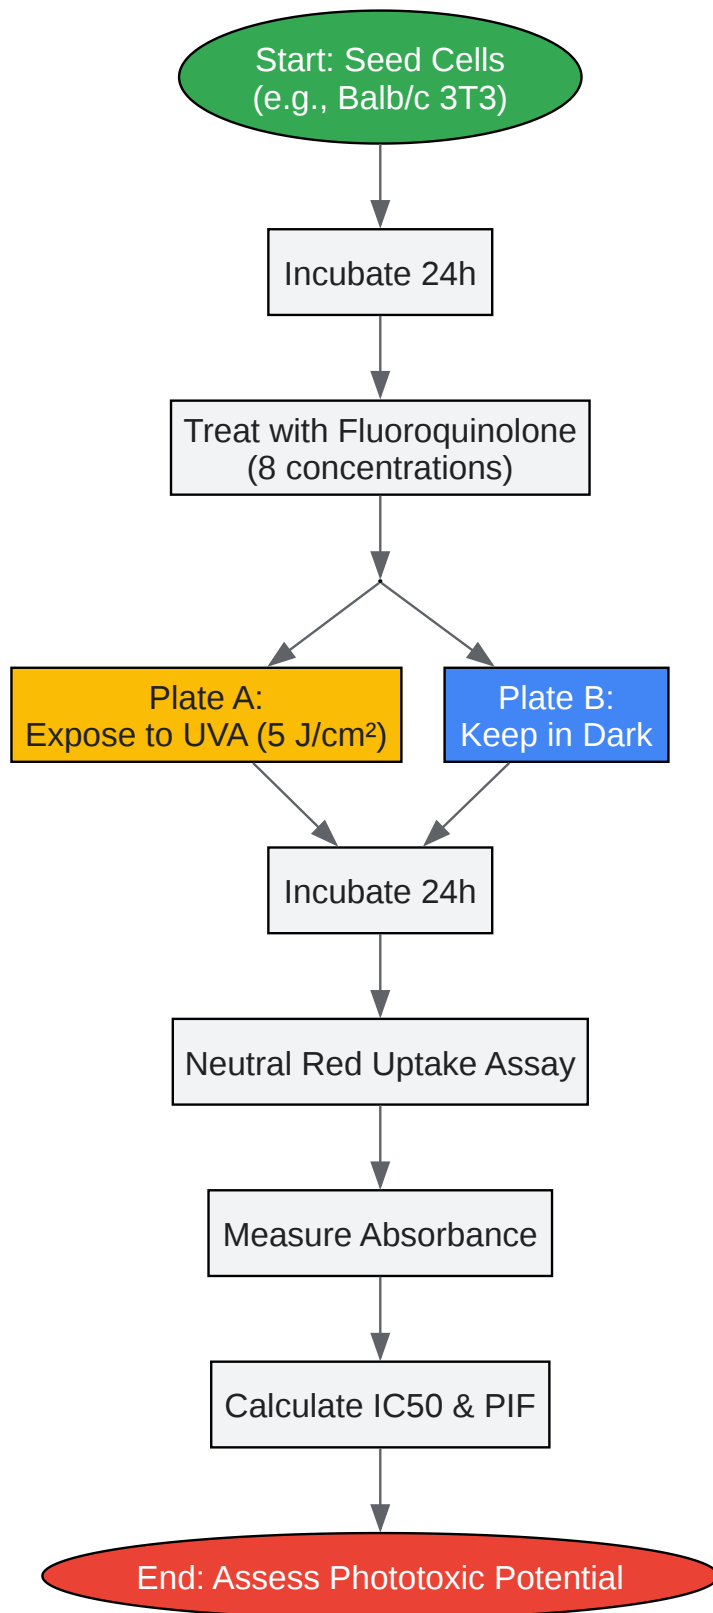 Start: Seed Cells
(e.g., Balb/c 3T3)
Incubate 24h
Treat with Fluoroquinolone
(8 concentrations)
Plate A:
Expose to UVA (5 J/cm²)
Plate B:
Keep in Dark
Incubate 24h
Neutral Red Uptake Assay
Measure Absorbance
Calculate IC50 & PIF
End: Assess Phototoxic Potential